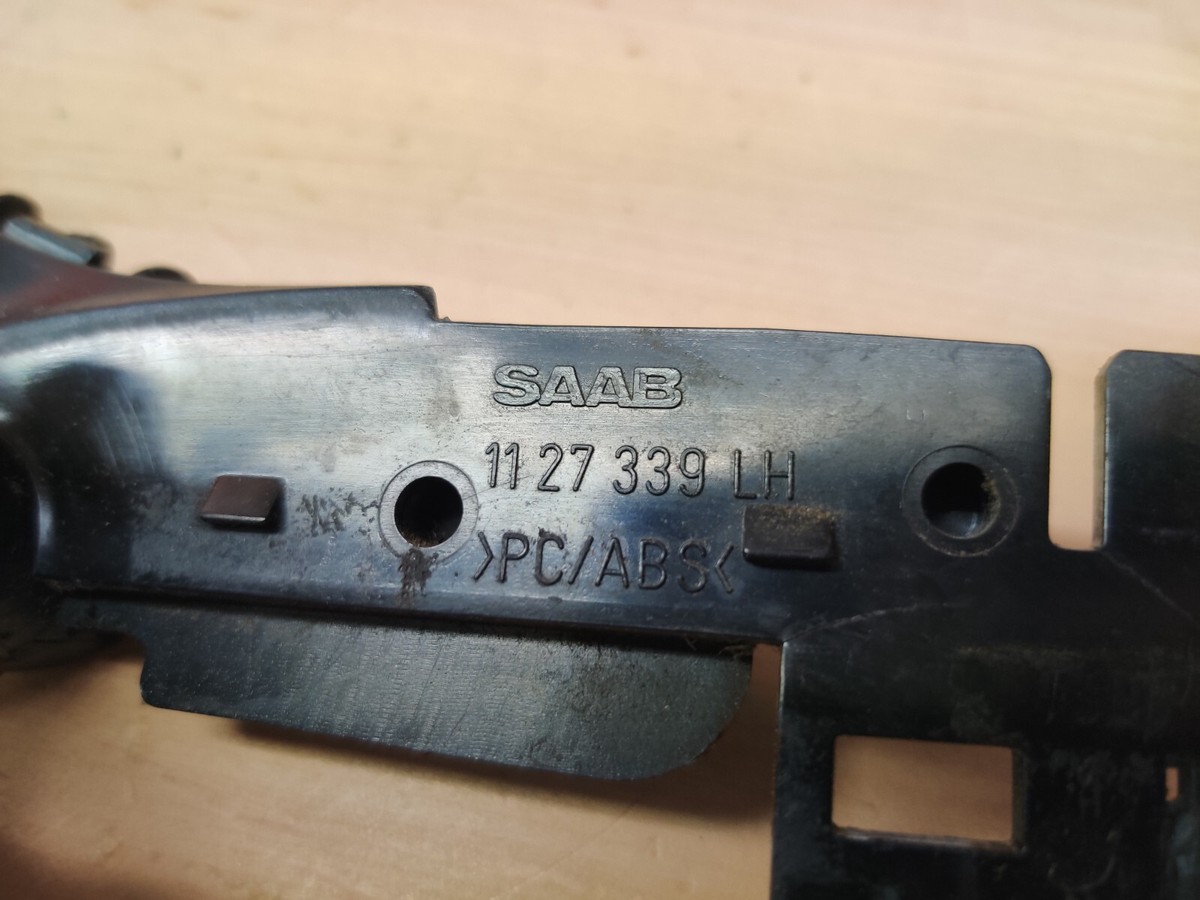 SAAB
11 27 339 LH
>PC/ABS<